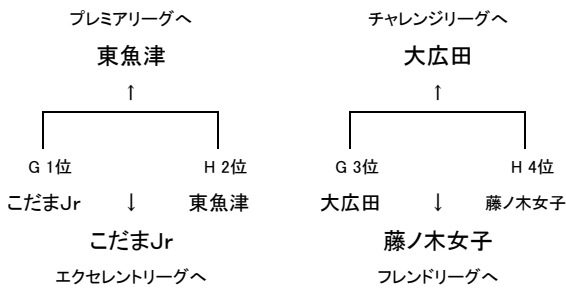 プレミアリーグへ
東魚津
↑
G 1位 H 2位
こだまJr ↓ 東魚津
こだまJr
エクセレントリーグへ
チャレンジリーグへ
大広田
↑
G 3位 H 4位
大広田 ↓ 藤ノ木女子
藤ノ木女子
フレンドリーグへ